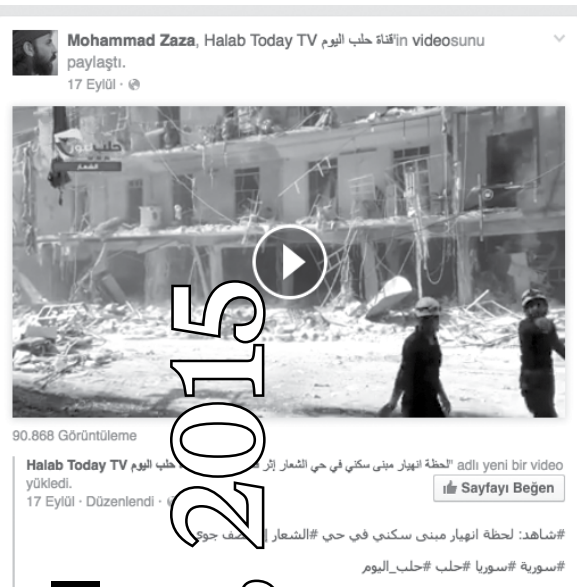 Mohammad Zaza, Halab Today TV قناة حلب اليوم'in videosunu
paylaştı.
17 Eylül ·
90.868 Görüntüleme
Halab Today TV حلب اليوم "لحظة انهيار مبنى سكني في حي الشعار إثر adlı yeni bir video
yükledi.
17 Eylül · Düzenlendi ·
Sayfayı Beğen
#شاهد: لحظة انهيار مبنى سكني في حي #الشعار جوي
#سورية #سوريا #حلب #حلب_اليوم
2015